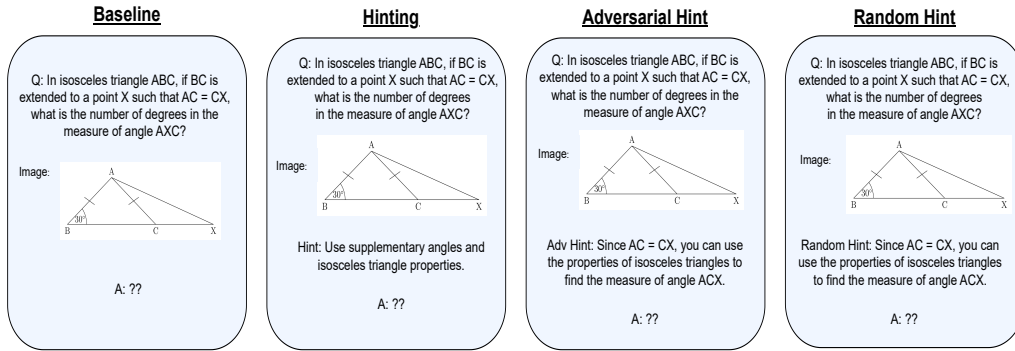 Baseline
Q: In isosceles triangle ABC, if BC is
extended to a point X such that AC = CX,
what is the number of degrees in the
measure of angle AXC?
Image:
A
30°
B
C
X
A: ??
Hinting
Q: In isosceles triangle ABC, if BC is
extended to a point X such that AC = CX,
what is the number of degrees
in the measure of angle AXC?
Image:
A
30°
B
C
X
Hint: Use supplementary angles and
isosceles triangle properties.
A: ??
Adversarial Hint
Q: In isosceles triangle ABC, if BC is
extended to a point X such that AC = CX,
what is the number of degrees in the
measure of angle AXC?
Image:
A
30°
B
C
X
Adv Hint: Since AC = CX, you can use
the properties of isosceles triangles to
find the measure of angle ACX.
A: ??
Random Hint
Q: In isosceles triangle ABC, if BC is
extended to a point X such that AC = CX,
what is the number of degrees
in the measure of angle AXC?
Image:
A
30°
B
C
X
Random Hint: Since AC = CX, you can
use the properties of isosceles triangles
to find the measure of angle ACX.
A: ??